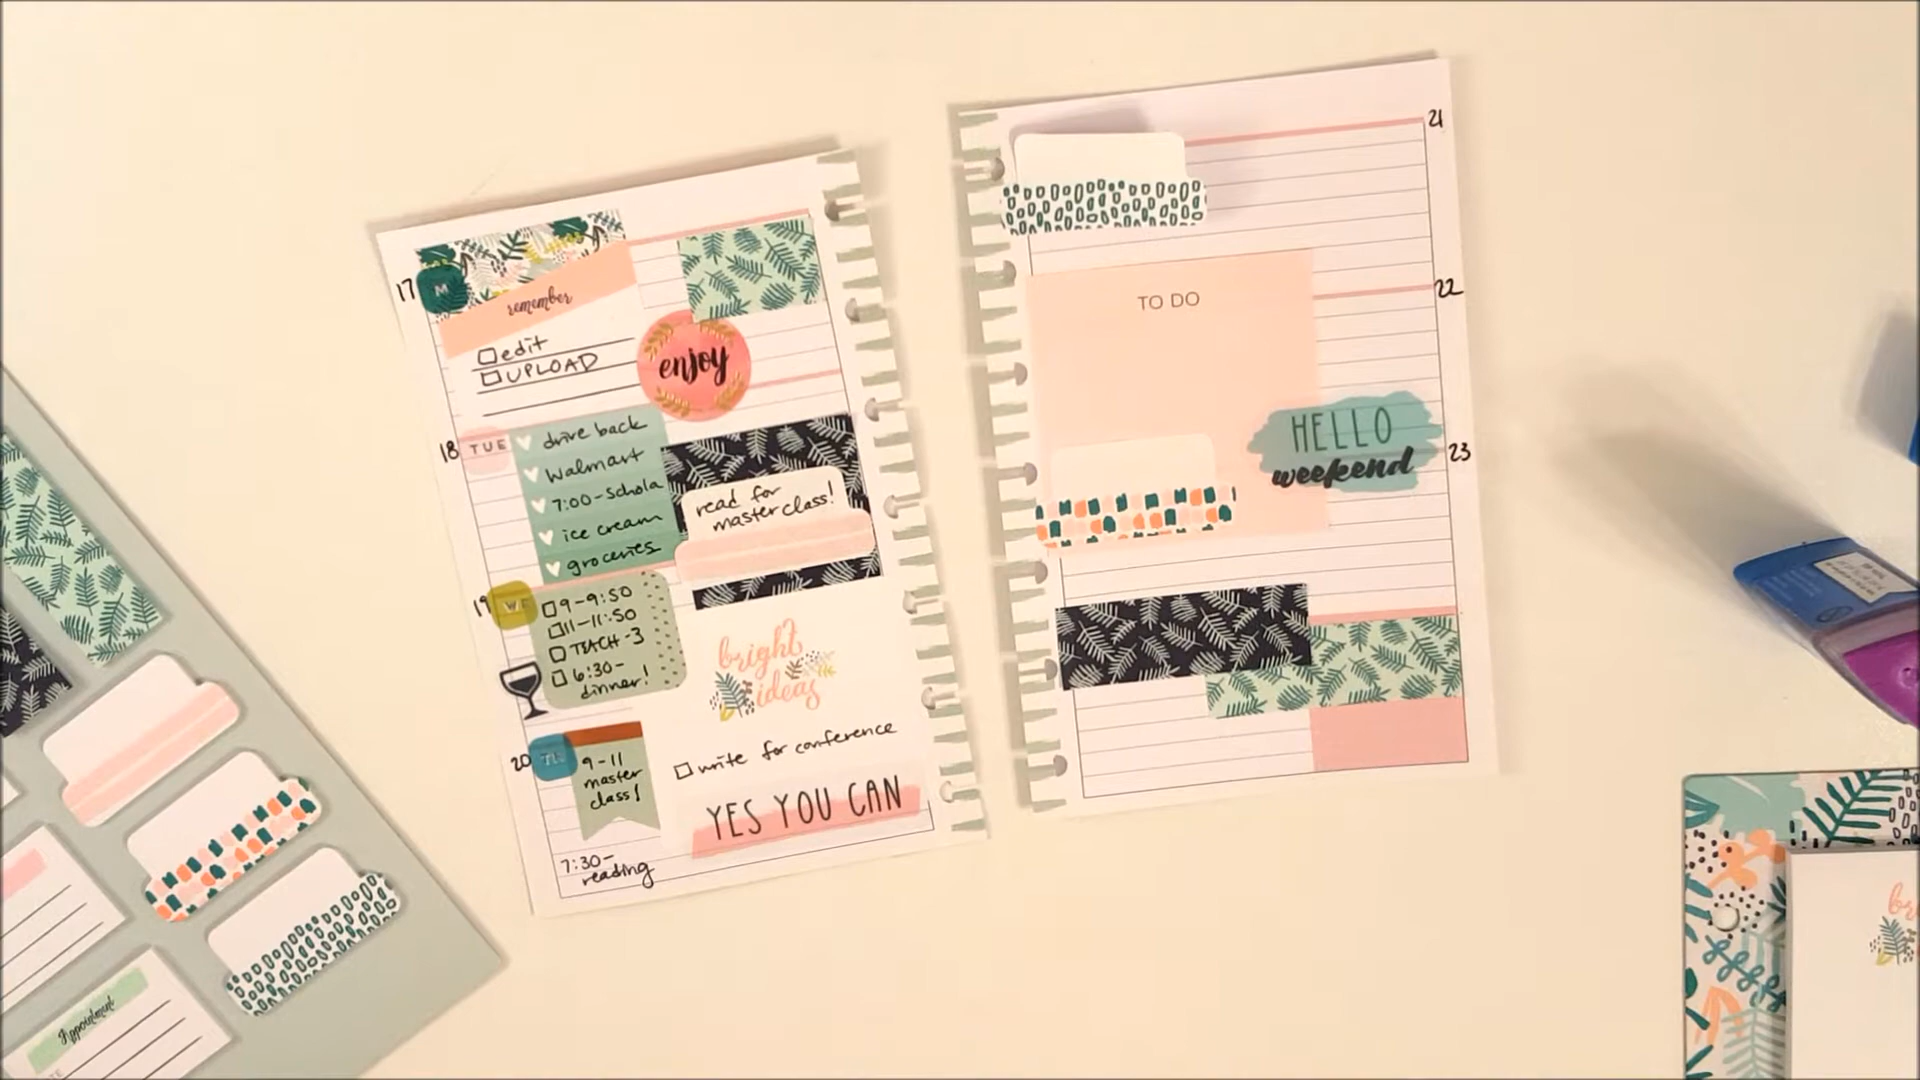 17
M
remember
edit
UPLOAD
enjoy
18
TUE
drive back
Walmart
7:00-Schola
ice cream
groceries
read for
master class!
19
WE
9-9:50
11-11:50
TEACH-3
6:30-
dinner!
bright
ideas
20
TU
9-11
master
class!
write for conference
YES YOU CAN
7:30-
reading
21
22
TO DO
HELLO
weekend
23
Appointment